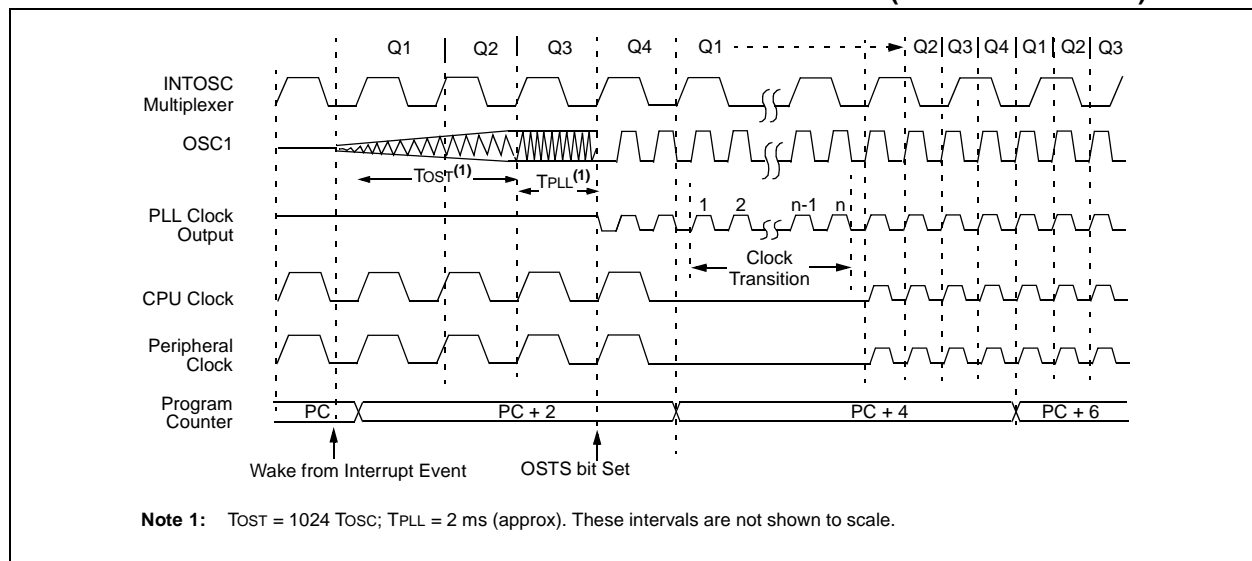 Q1 Q2 Q3 Q4 Q1 Q2 Q3 Q4 Q1 Q2 Q3
INTOSC
Multiplexer
OSC1
TOST(1) TPLL(1)
1 2 n-1 n
PLL Clock
Output
Clock
Transition
CPU Clock
Peripheral
Clock
Program
Counter
PC PC + 2 PC + 4 PC + 6
Wake from Interrupt Event OSTS bit Set
Note 1: TOST = 1024 TOSC; TPLL = 2 ms (approx). These intervals are not shown to scale.